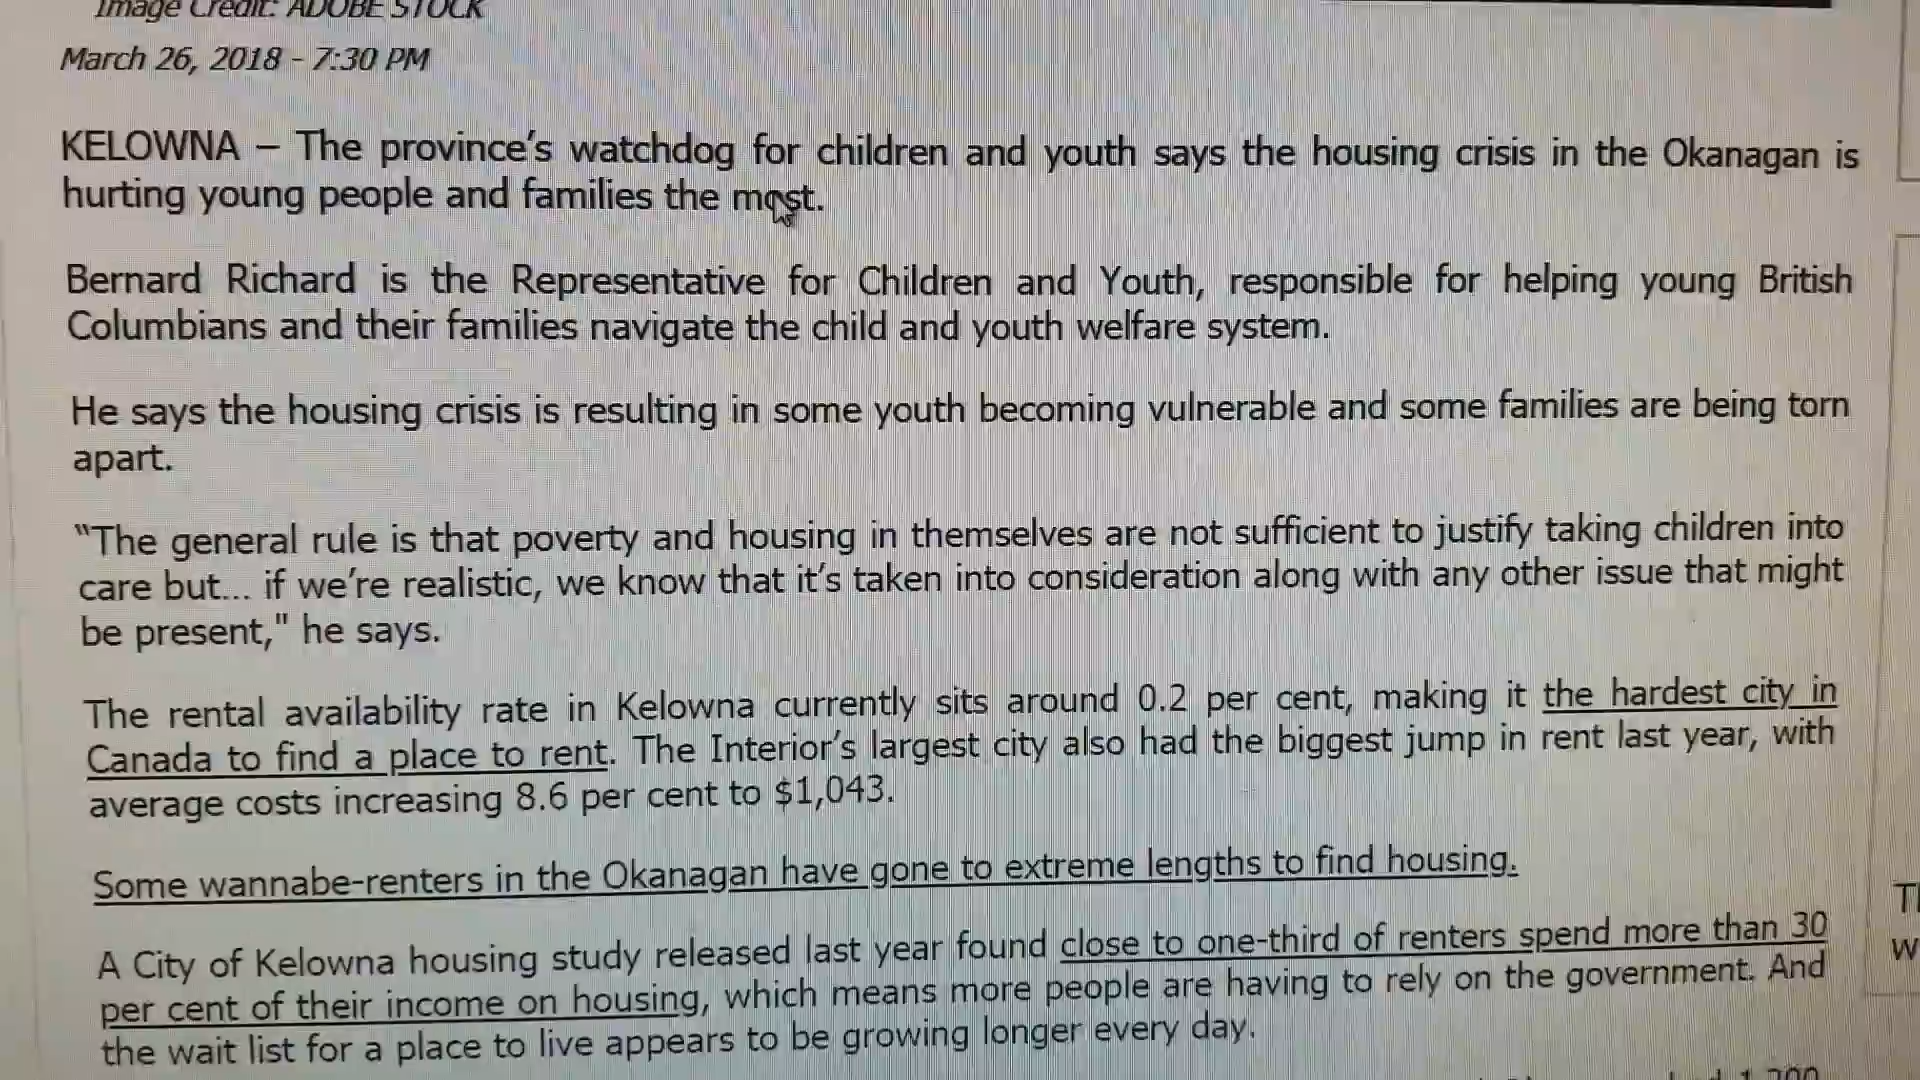 Image Credit: ADOBE STOCK
March 26, 2018 - 7:30 PM
KELOWNA – The province's watchdog for children and youth says the housing crisis in the Okanagan is
hurting young people and families the most.
Bernard Richard is the Representative for Children and Youth, responsible for helping young British
Columbians and their families navigate the child and youth welfare system.
He says the housing crisis is resulting in some youth becoming vulnerable and some families are being torn
apart.
"The general rule is that poverty and housing in themselves are not sufficient to justify taking children into
care but... if we're realistic, we know that it's taken into consideration along with any other issue that might
be present," he says.
The rental availability rate in Kelowna currently sits around 0.2 per cent, making it the hardest city in
Canada to find a place to rent. The Interior's largest city also had the biggest jump in rent last year, with
average costs increasing 8.6 per cent to $1,043.
Some wannabe-renters in the Okanagan have gone to extreme lengths to find housing.
A City of Kelowna housing study released last year found close to one-third of renters spend more than 30
per cent of their income on housing, which means more people are having to rely on the government. And
the wait list for a place to live appears to be growing longer every day.